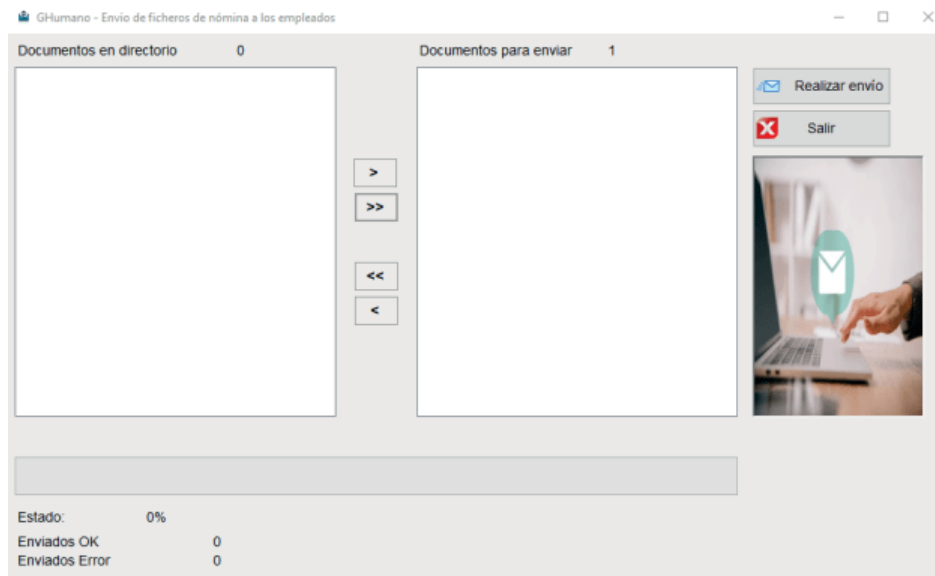 GHumano - Envio de ficheros de nómina a los empleados
Documentos en directorio 0
Documentos para enviar 1
Realizar envío
Salir
>
>>
<<
<
Estado: 0%
Enviados OK 0
Enviados Error 0